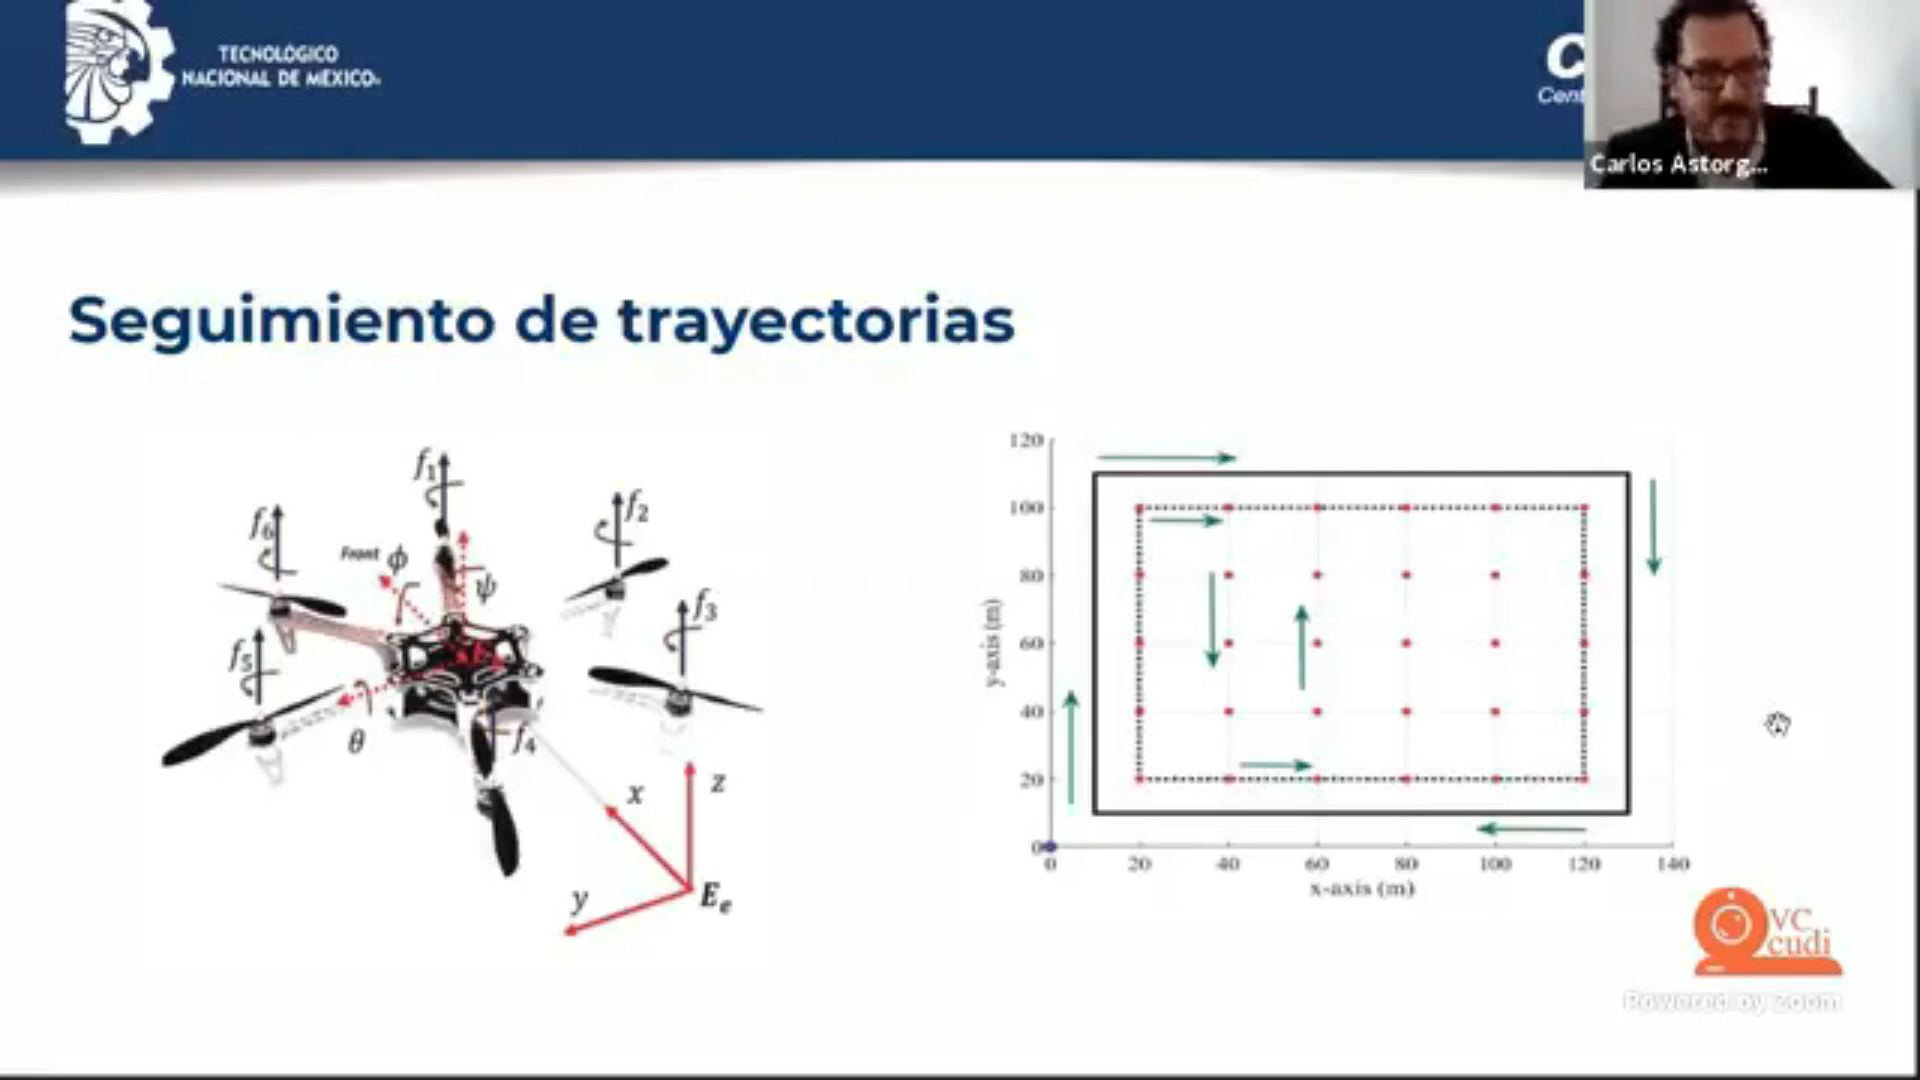 TECNOLÓGICO
NACIONAL DE MÉXICO
C
Cent
Carlos Astorg...
Seguimiento de trayectorias
f1
f2
f6
Front ϕ
ψ
f3
f5
θ
f4
x
z
y
Ee
120
100
80
60
40
20
0
y-axis (m)
0 20 40 60 80 100 120 140
x-axis (m)
VC
cudi
Powered by Zoom